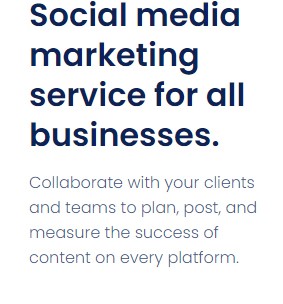 Social media
marketing
service for all
businesses.
Collaborate with your clients
and teams to plan, post, and
measure the success of
content on every platform.